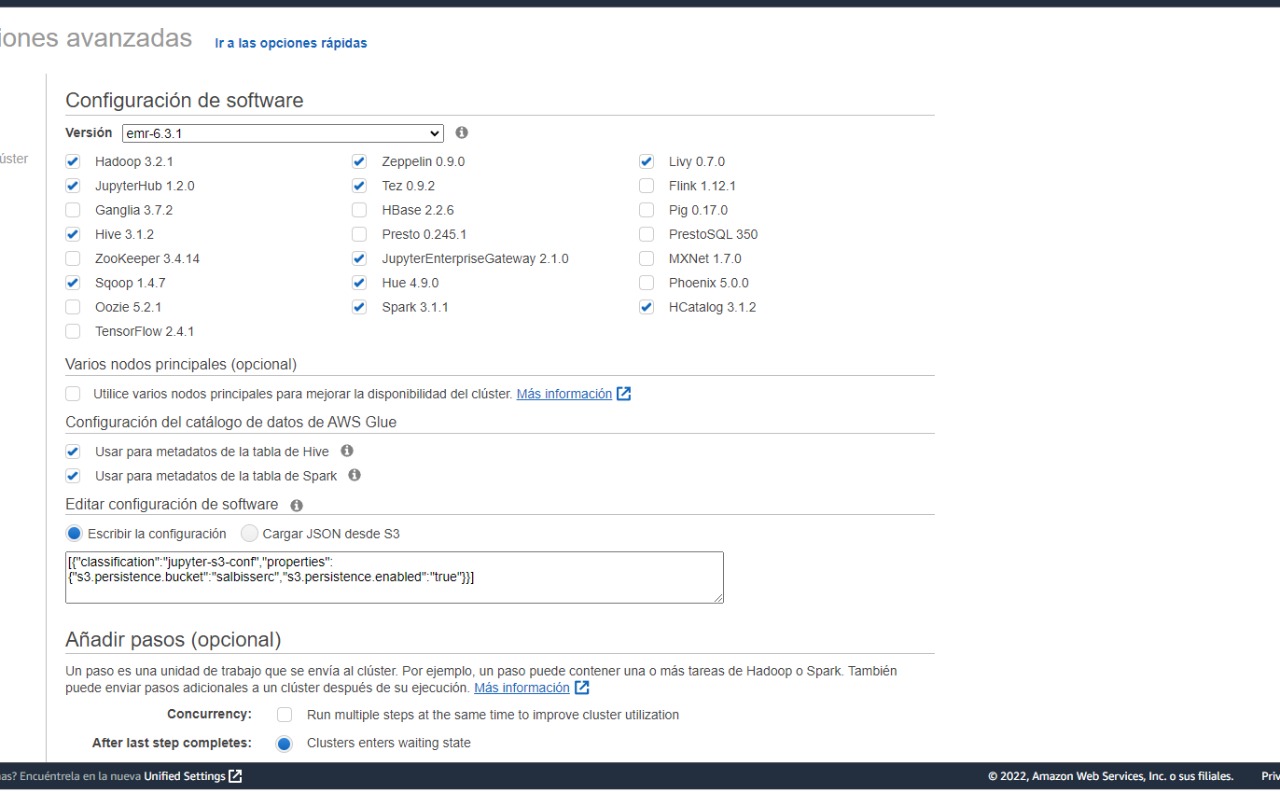 iones avanzadas Ir a las opciones rápidas
Configuración de software
Versión emr-6.3.1
úster
Hadoop 3.2.1 Zeppelin 0.9.0 Livy 0.7.0
JupyterHub 1.2.0 Tez 0.9.2 Flink 1.12.1
Ganglia 3.7.2 HBase 2.2.6 Pig 0.17.0
Hive 3.1.2 Presto 0.245.1 PrestoSQL 350
ZooKeeper 3.4.14 JupyterEnterpriseGateway 2.1.0 MXNet 1.7.0
Sqoop 1.4.7 Hue 4.9.0 Phoenix 5.0.0
Oozie 5.2.1 Spark 3.1.1 HCatalog 3.1.2
TensorFlow 2.4.1
Varios nodos principales (opcional)
Utilice varios nodos principales para mejorar la disponibilidad del clúster. Más información
Configuración del catálogo de datos de AWS Glue
Usar para metadatos de la tabla de Hive
Usar para metadatos de la tabla de Spark
Editar configuración de software
Escribir la configuración Cargar JSON desde S3
[{"classification":"jupyter-s3-conf","properties":
{"s3.persistence.bucket":"salbisserc","s3.persistence.enabled":"true"}}]
Añadir pasos (opcional)
Un paso es una unidad de trabajo que se envía al clúster. Por ejemplo, un paso puede contener una o más tareas de Hadoop o Spark. También
puede enviar pasos adicionales a un clúster después de su ejecución. Más información
Concurrency: Run multiple steps at the same time to improve cluster utilization
After last step completes: Clusters enters waiting state
as? Encuéntrela en la nueva Unified Settings © 2022, Amazon Web Services, Inc. o sus filiales. Priv